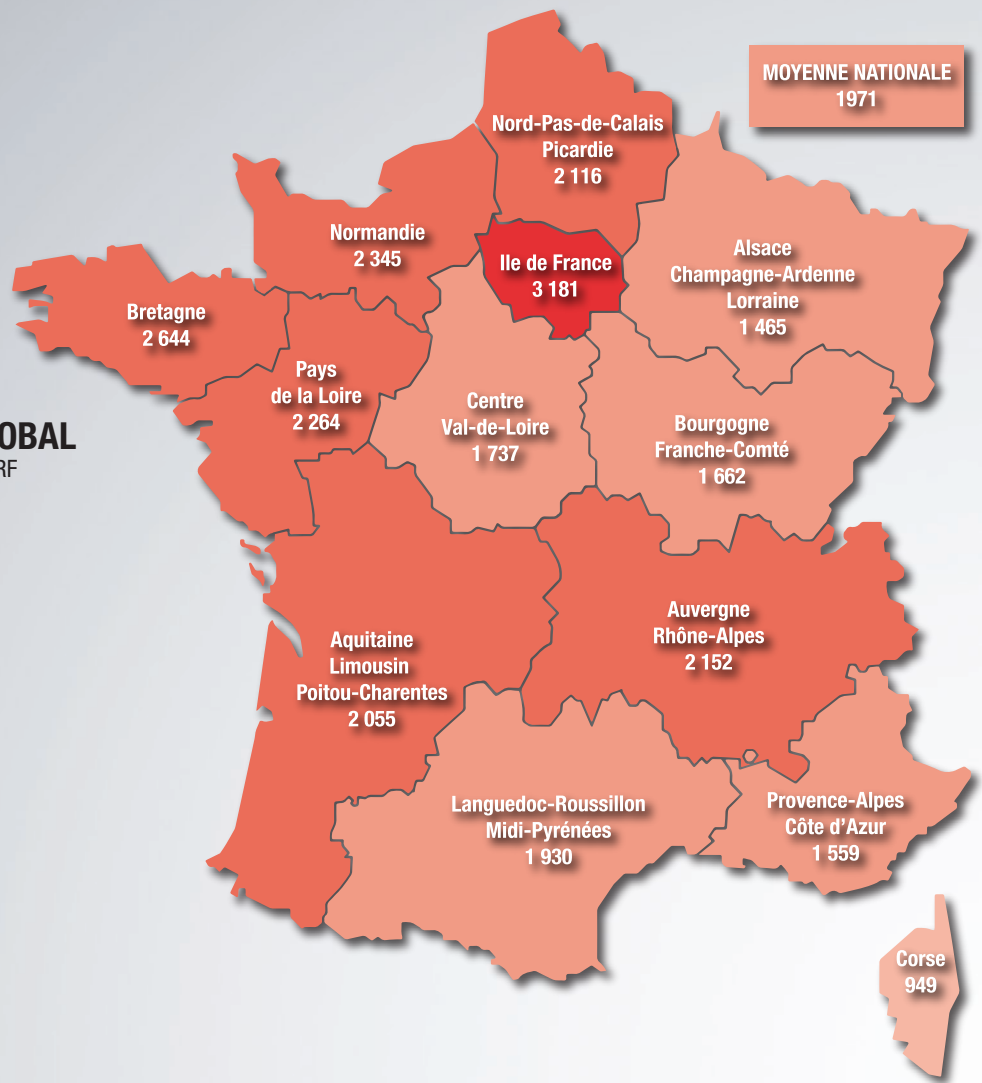 MOYENNE NATIONALE
1971
Nord-Pas-de-Calais
Picardie
2 116
Normandie
2 345
Ile de France
3 181
Alsace
Champagne-Ardenne
Lorraine
1 465
Bretagne
2 644
Pays
de la Loire
2 264
Centre
Val-de-Loire
1 737
Bourgogne
Franche-Comté
1 662
OBAL
RF
Auvergne
Rhône-Alpes
2 152
Aquitaine
Limousin
Poitou-Charentes
2 055
Languedoc-Roussillon
Midi-Pyrénées
1 930
Provence-Alpes
Côte d'Azur
1 559
Corse
949